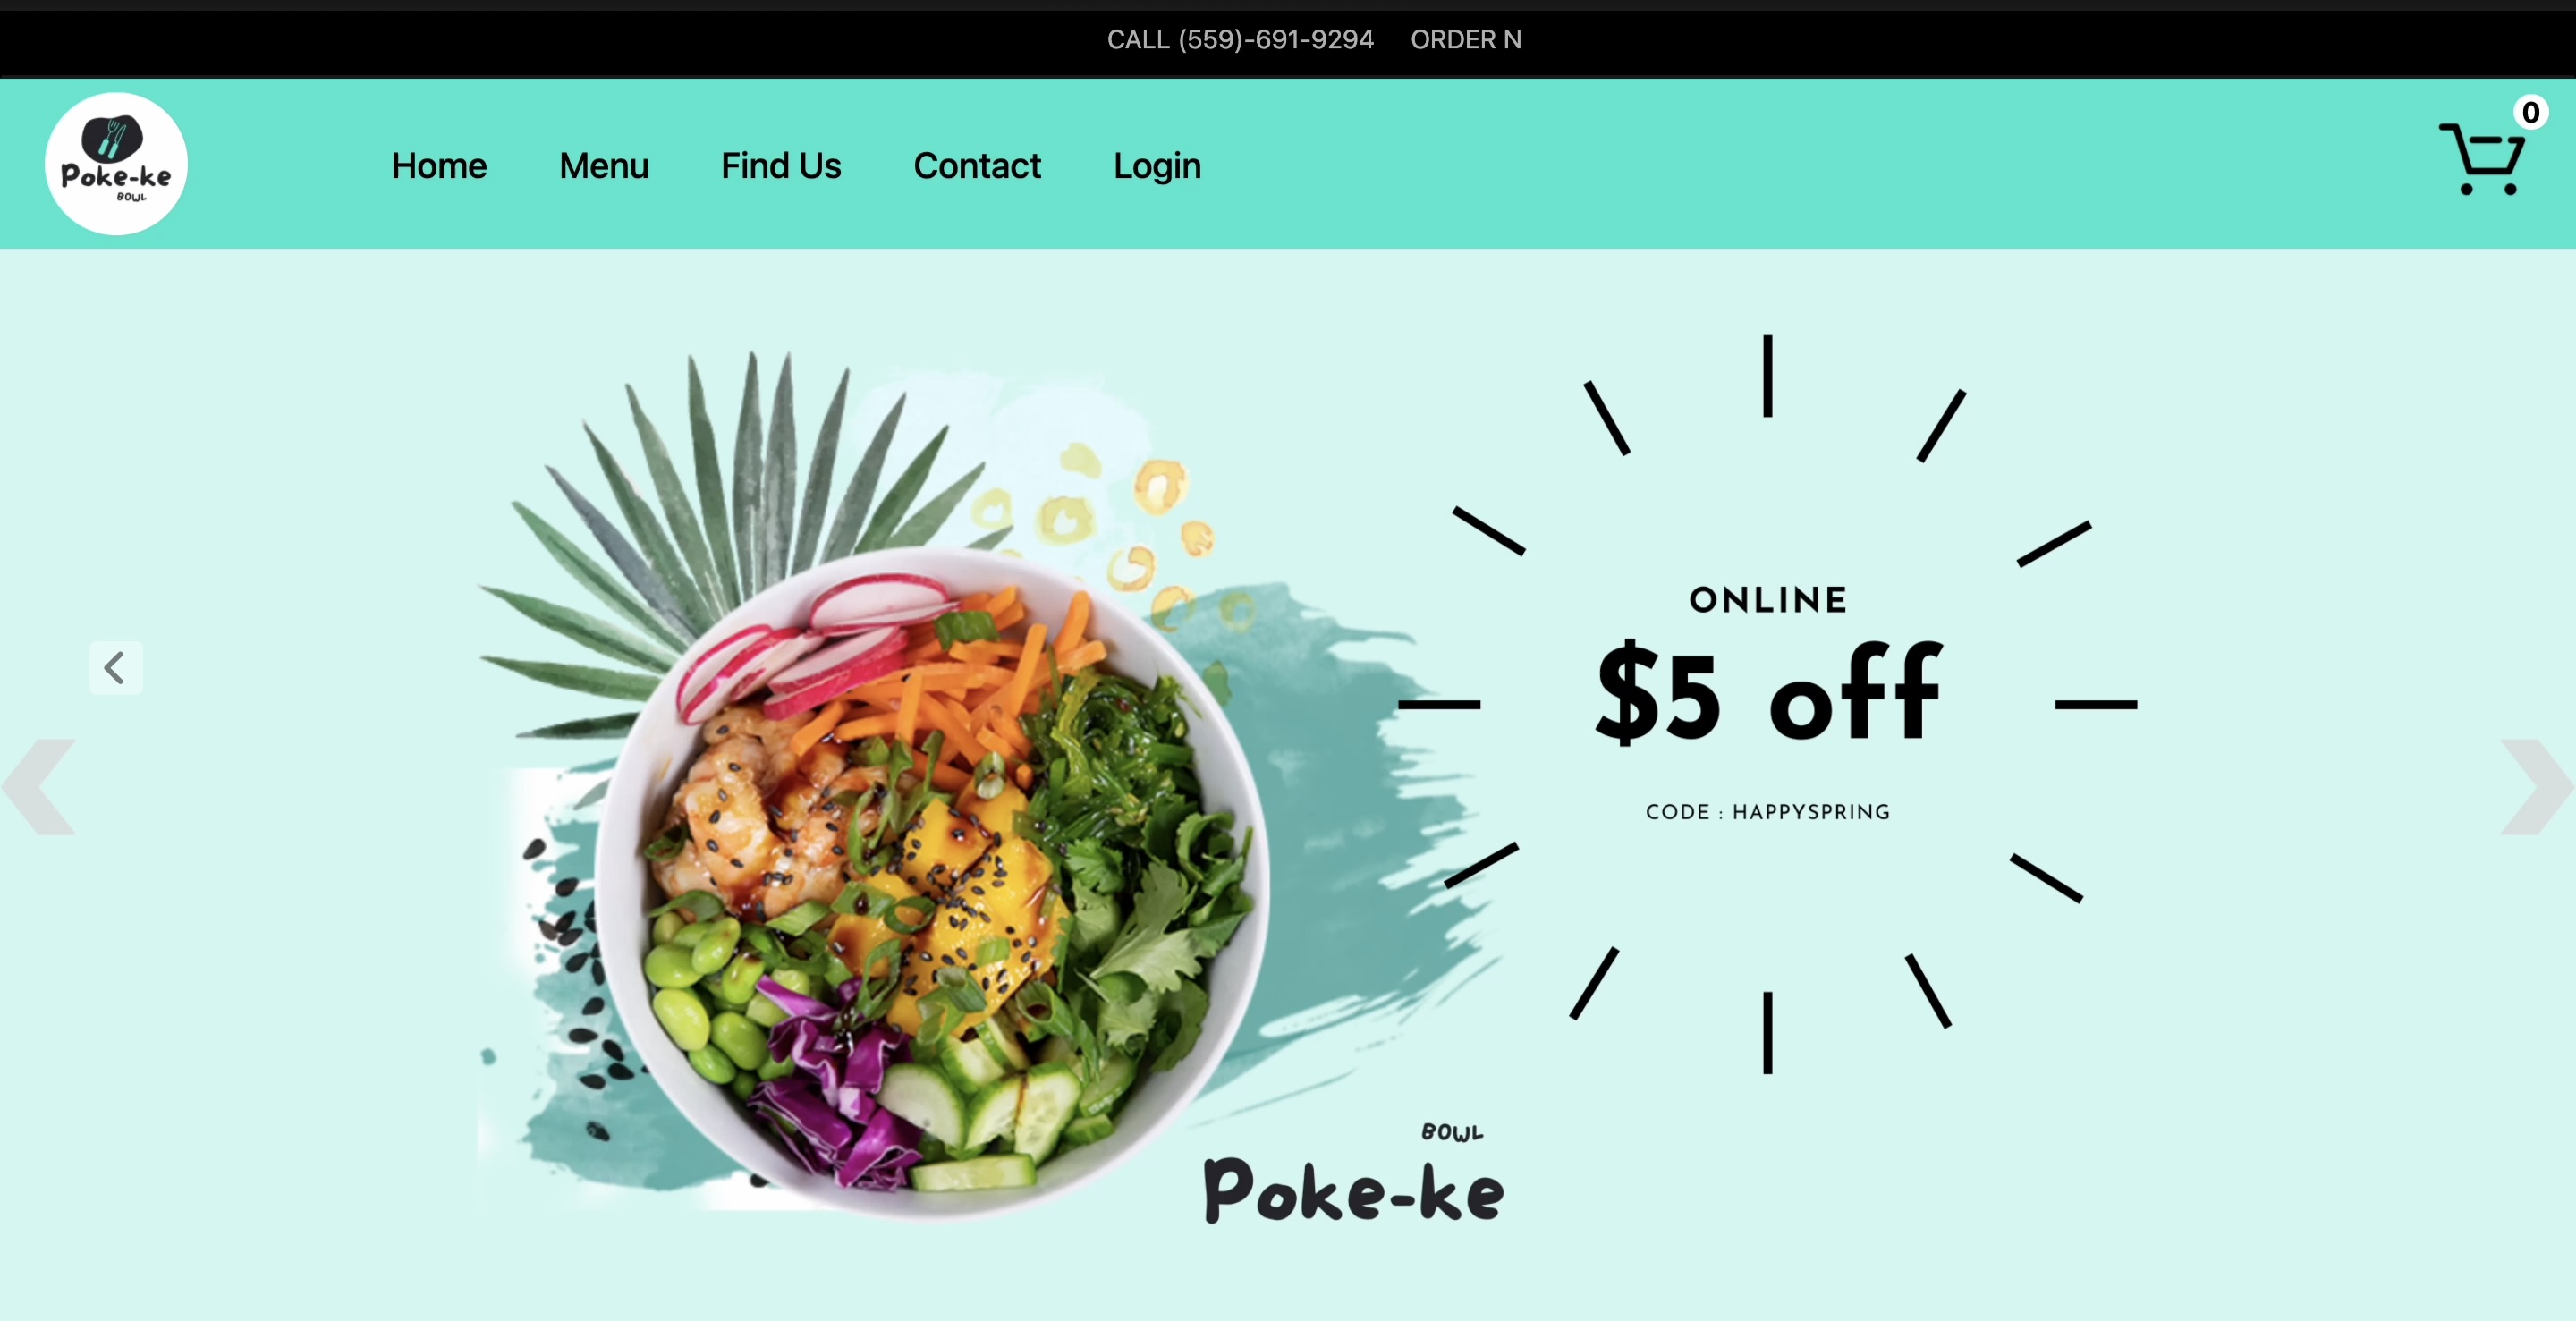 CALL (559)-691-9294 ORDER N
0
Poke-ke
BOWL
Home Menu Find Us Contact Login
ONLINE
$5 off
CODE : HAPPYSPRING
BOWL
Poke-ke